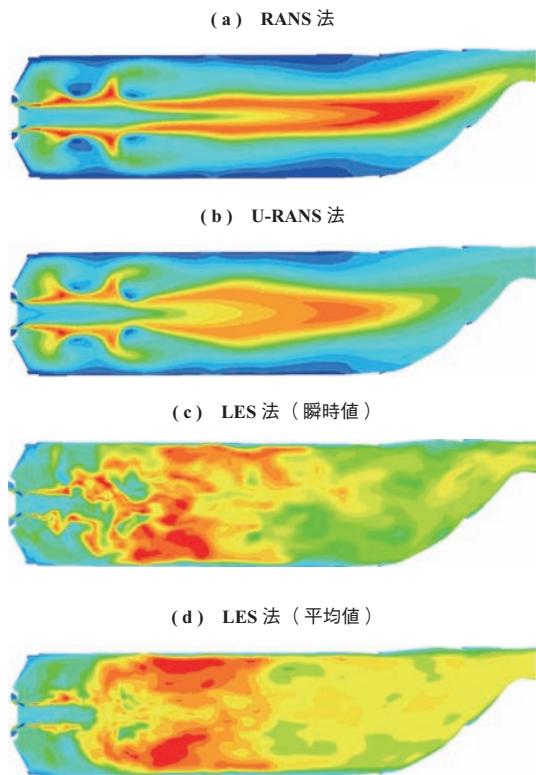 ( a ) RANS 法
( b ) U-RANS 法
( c ) LES 法（ 瞬時値 ）
( d ) LES 法（ 平均値 ）